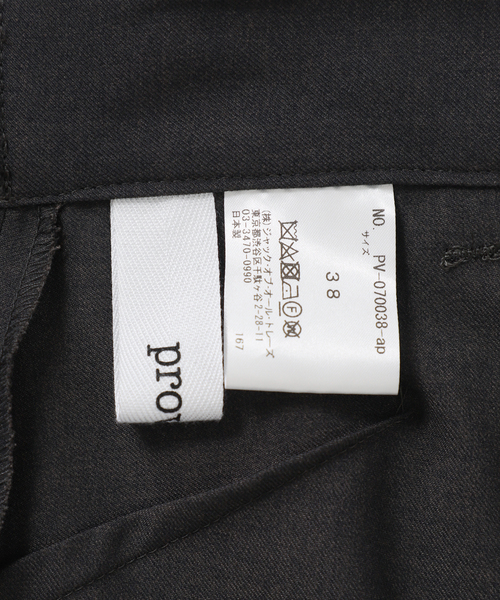 NO. PV-070038-ap
サイズ
38
(株)ジャック・オブ・オール・トレーズ
東京都渋谷区千駄ヶ谷2-28-11
03-3470-0990
日本製
167
pro